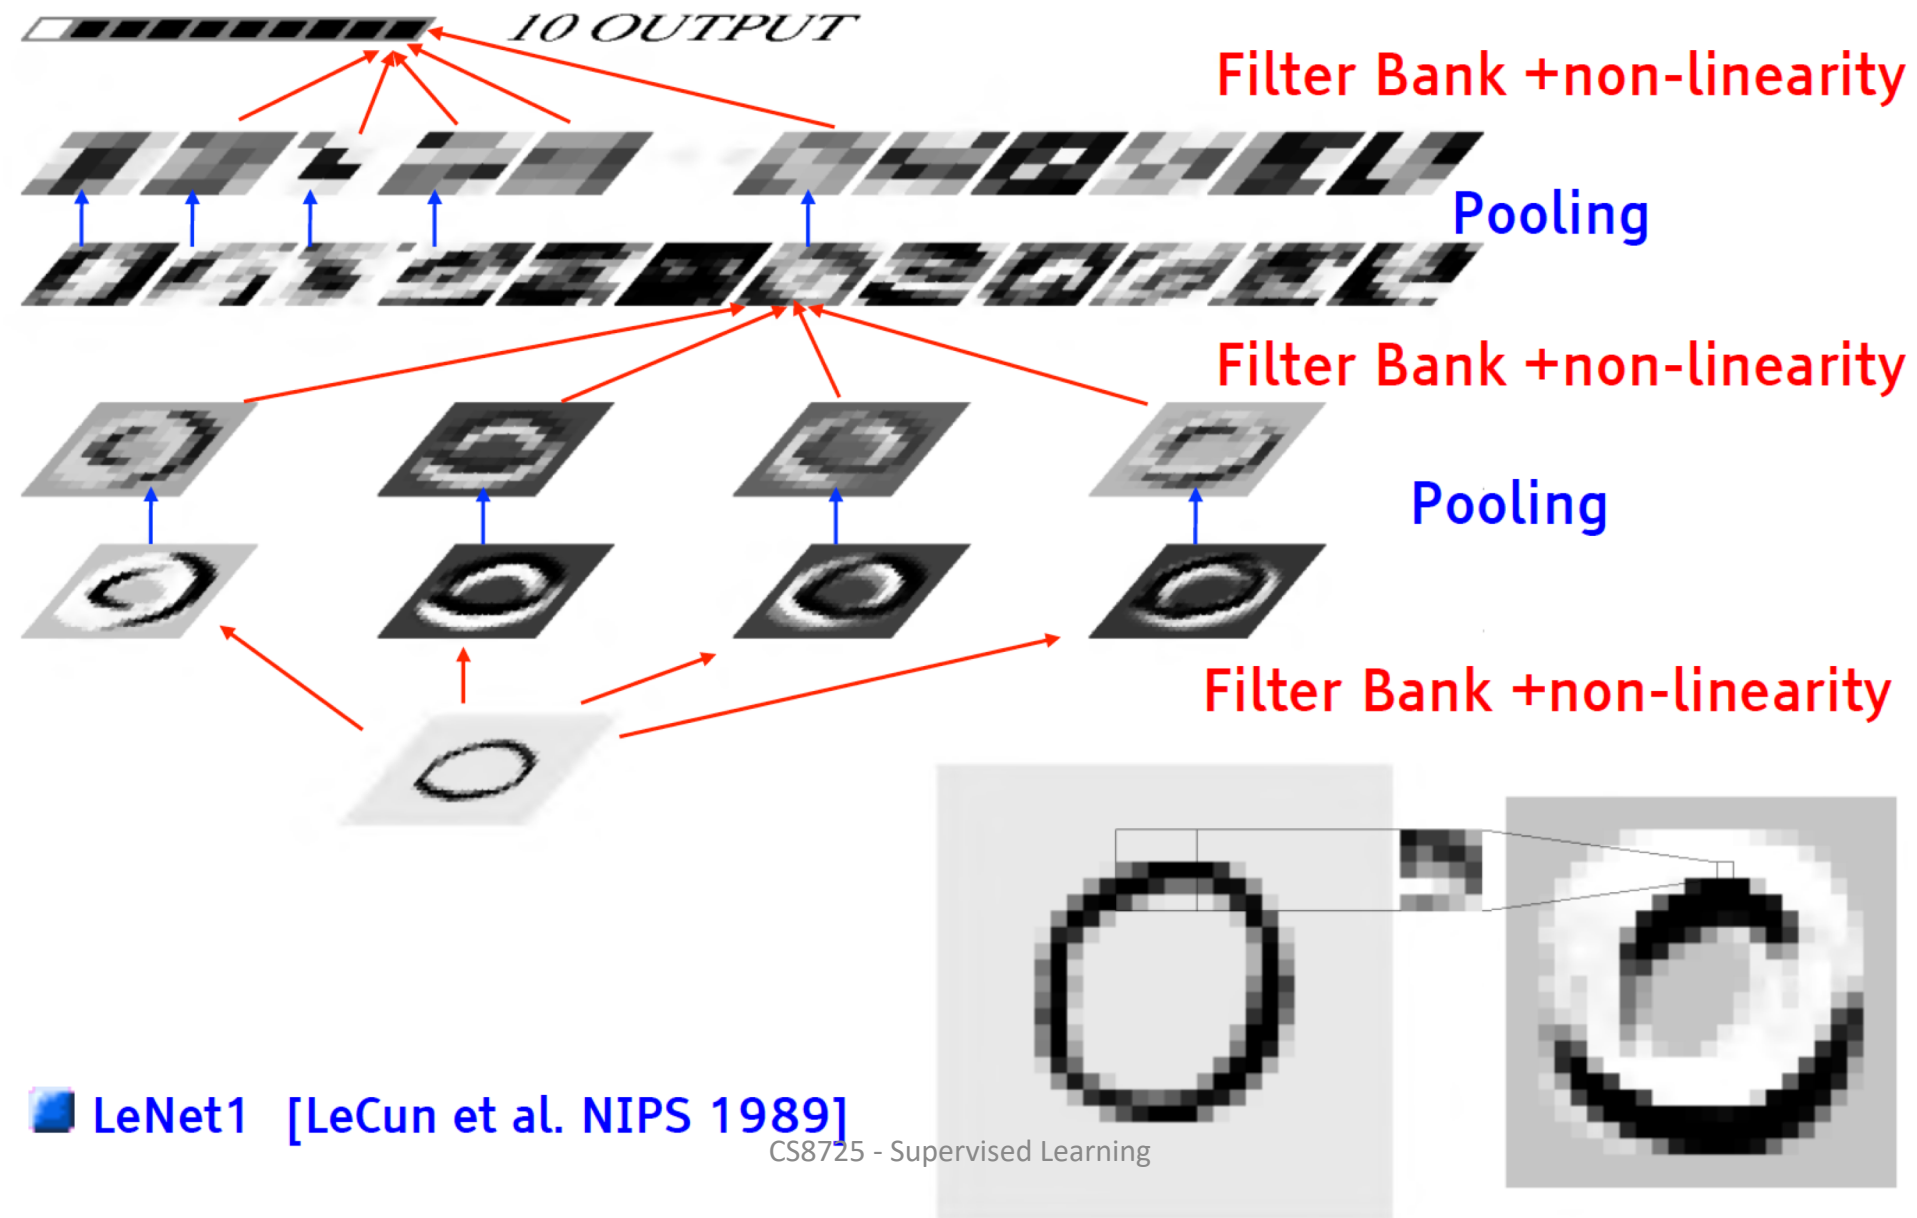 10 OUTPUT
Filter Bank +non-linearity
Pooling
Filter Bank +non-linearity
Pooling
Filter Bank +non-linearity
LeNet1 [LeCun et al. NIPS 1989]
CS8725 - Supervised Learning